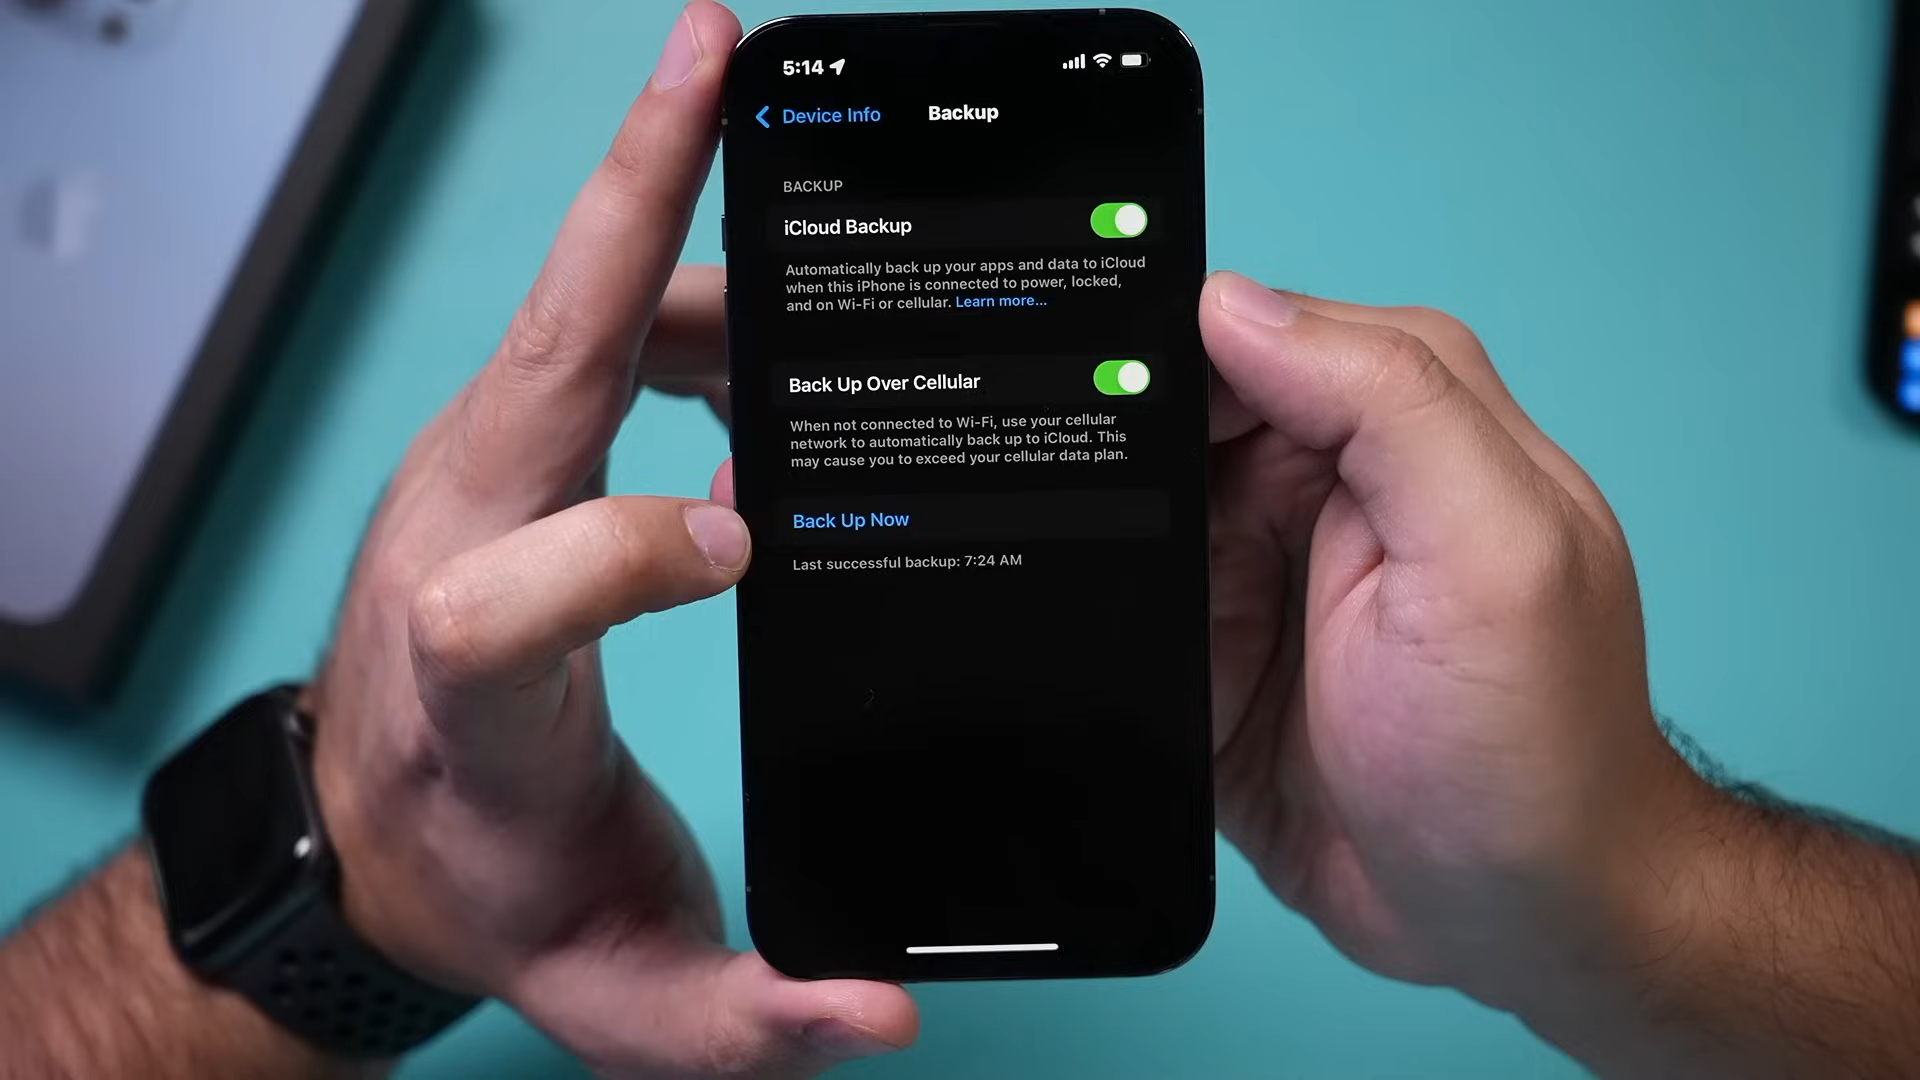 5:14
Device Info
Backup
BACKUP
iCloud Backup
Automatically back up your apps and data to iCloud
when this iPhone is connected to power, locked,
and on Wi-Fi or cellular. Learn more...
Back Up Over Cellular
When not connected to Wi-Fi, use your cellular
network to automatically back up to iCloud. This
may cause you to exceed your cellular data plan.
Back Up Now
Last successful backup: 7:24 AM